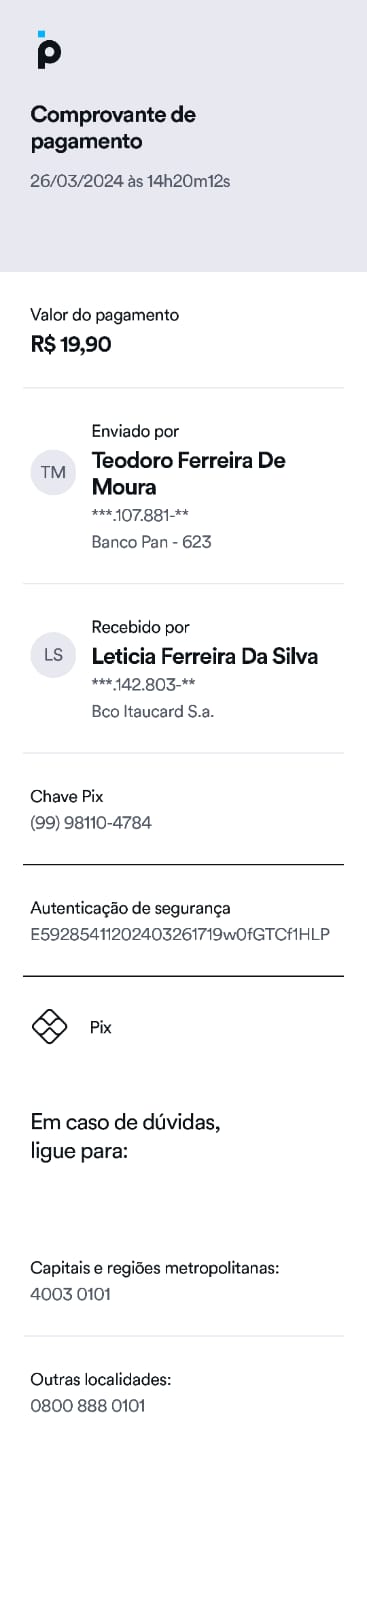 Comprovante de
pagamento
26/03/2024 às 14h20m12s
Valor do pagamento
R$ 19,90
Enviado por
TM
Teodoro Ferreira De
Moura
***.107.881-**
Banco Pan - 623
Recebido por
LS
Leticia Ferreira Da Silva
***.142.803-**
Bco Itaucard S.a.
Chave Pix
(99) 98110-4784
Autenticação de segurança
E59285411202403261719w0fGTCf1HLP
Pix
Em caso de dúvidas,
ligue para:
Capitais e regiões metropolitanas:
4003 0101
Outras localidades:
0800 888 0101